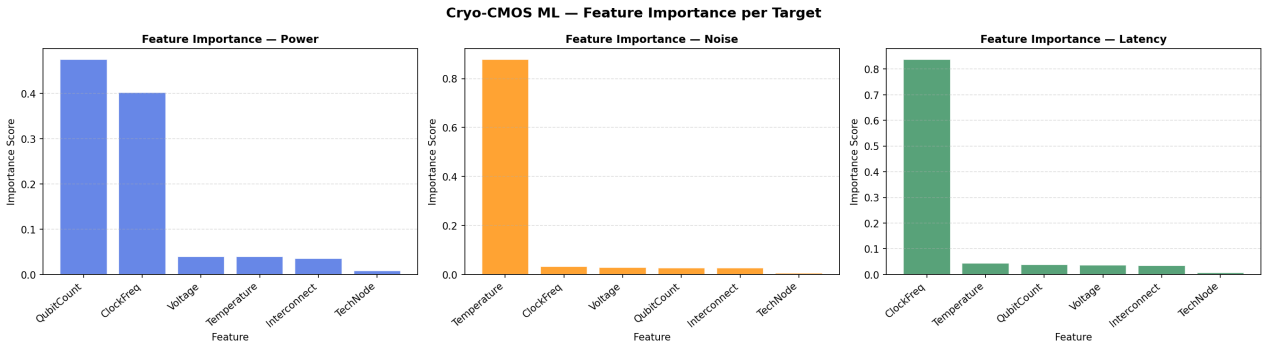 Cryo-CMOS ML — Feature Importance per Target
Feature Importance — Power
Importance Score
0.4
0.3
0.2
0.1
0.0
QubitCount
ClockFreq
Voltage
Temperature
Interconnect
TechNode
Feature
Feature Importance — Noise
Importance Score
0.8
0.6
0.4
0.2
0.0
Temperature
ClockFreq
Voltage
QubitCount
Interconnect
TechNode
Feature
Feature Importance — Latency
Importance Score
0.8
0.7
0.6
0.5
0.4
0.3
0.2
0.1
0.0
ClockFreq
Temperature
QubitCount
Voltage
Interconnect
TechNode
Feature